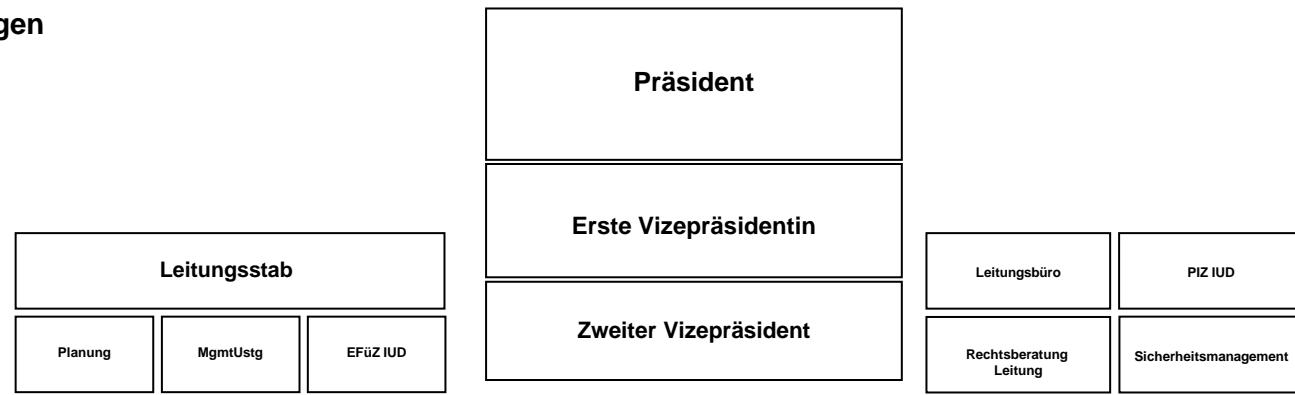 gen
Präsident
Erste Vizepräsidentin
Zweiter Vizepräsident
Leitungsstab
Planung
MgmtUstg
EFüZ IUD
Leitungsbüro
PIZ IUD
Rechtsberatung
Leitung
Sicherheitsmanagement